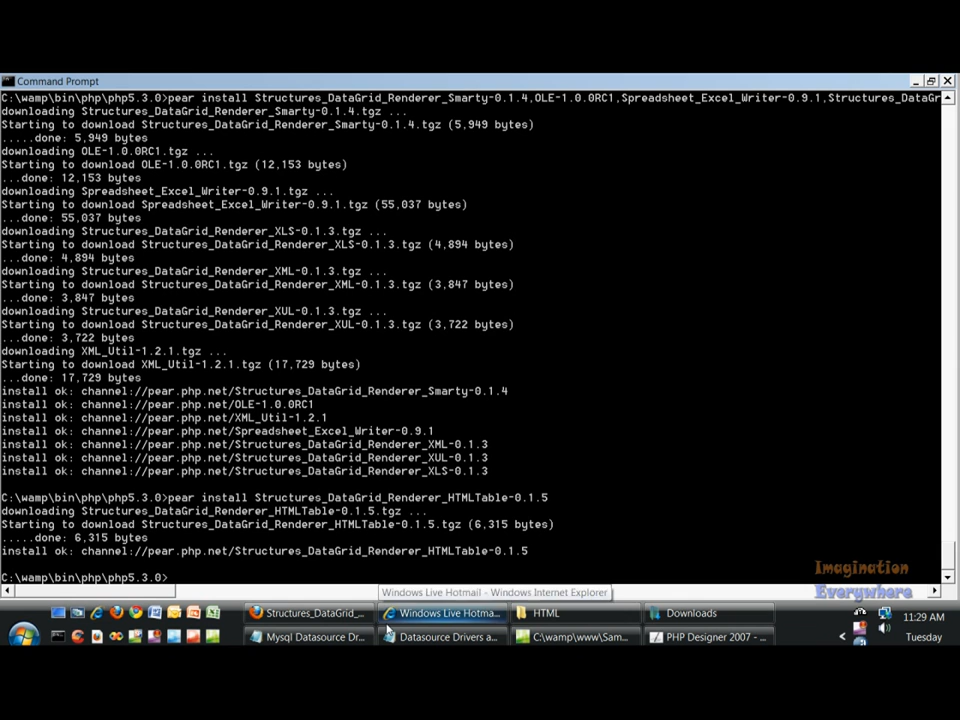 Command Prompt
C:\wamp\bin\php\php5.3.0>pear install Structures_DataGrid_Renderer_Smarty-0.1.4,OLE-1.0.0RC1,Spreadsheet_Excel_Writer-0.9.1,Structures_DataGr
downloading Structures_DataGrid_Renderer_Smarty-0.1.4.tgz ...
Starting to download Structures_DataGrid_Renderer_Smarty-0.1.4.tgz (5,949 bytes)
.....done: 5,949 bytes
downloading OLE-1.0.0RC1.tgz ...
Starting to download OLE-1.0.0RC1.tgz (12,153 bytes)
...done: 12,153 bytes
downloading Spreadsheet_Excel_Writer-0.9.1.tgz ...
Starting to download Spreadsheet_Excel_Writer-0.9.1.tgz (55,037 bytes)
...done: 55,037 bytes
downloading Structures_DataGrid_Renderer_XLS-0.1.3.tgz ...
Starting to download Structures_DataGrid_Renderer_XLS-0.1.3.tgz (4,894 bytes)
...done: 4,894 bytes
downloading Structures_DataGrid_Renderer_XML-0.1.3.tgz ...
Starting to download Structures_DataGrid_Renderer_XML-0.1.3.tgz (3,847 bytes)
...done: 3,847 bytes
downloading Structures_DataGrid_Renderer_XUL-0.1.3.tgz ...
Starting to download Structures_DataGrid_Renderer_XUL-0.1.3.tgz (3,722 bytes)
...done: 3,722 bytes
downloading XML_Util-1.2.1.tgz ...
Starting to download XML_Util-1.2.1.tgz (17,729 bytes)
...done: 17,729 bytes
install ok: channel://pear.php.net/Structures_DataGrid_Renderer_Smarty-0.1.4
install ok: channel://pear.php.net/OLE-1.0.0RC1
install ok: channel://pear.php.net/XML_Util-1.2.1
install ok: channel://pear.php.net/Spreadsheet_Excel_Writer-0.9.1
install ok: channel://pear.php.net/Structures_DataGrid_Renderer_XML-0.1.3
install ok: channel://pear.php.net/Structures_DataGrid_Renderer_XUL-0.1.3
install ok: channel://pear.php.net/Structures_DataGrid_Renderer_XLS-0.1.3
C:\wamp\bin\php\php5.3.0>pear install Structures_DataGrid_Renderer_HTMLTable-0.1.5
downloading Structures_DataGrid_Renderer_HTMLTable-0.1.5.tgz ...
Starting to download Structures_DataGrid_Renderer_HTMLTable-0.1.5.tgz (6,315 bytes)
.....done: 6,315 bytes
install ok: channel://pear.php.net/Structures_DataGrid_Renderer_HTMLTable-0.1.5
C:\wamp\bin\php\php5.3.0>
Imagination
Everywhere
Windows Live Hotmail - Windows Internet Explorer
Structures_DataGrid_... Windows Live Hotma... HTML Downloads 11:29 AM
Mysql Datasource Dr... Datasource Drivers a... C:\wamp\www\Sam... PHP Designer 2007 - ... Tuesday